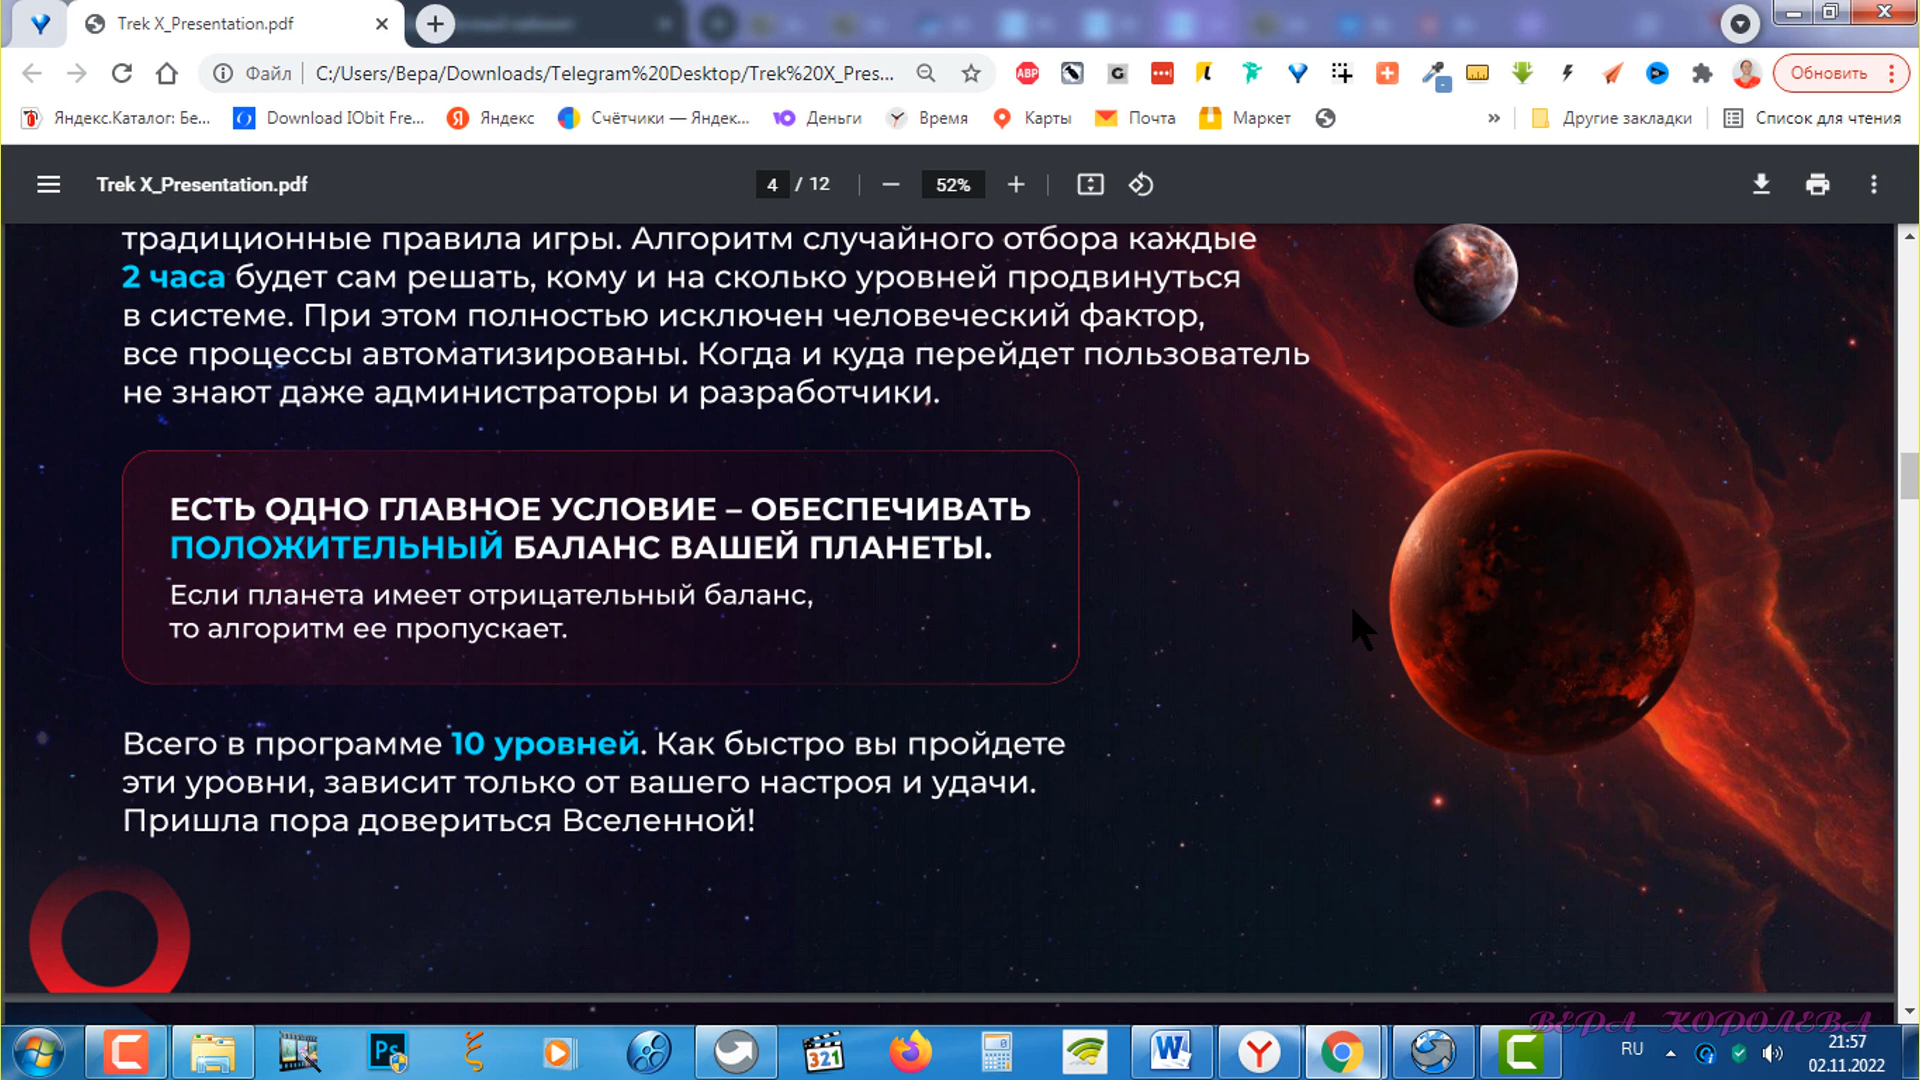 Trek X_Presentation.pdf
Файл
C:/Users/Вера/Downloads/Telegram%20Desktop/Trek%20X_Pres...
ABP
G
Обновить
Яндекс.Каталог: Бе...
Download IObit Fre...
Яндекс
Счётчики — Яндек...
Деньги
Время
Карты
Почта
Маркет
»
Другие закладки
Список для чтения
Trek X_Presentation.pdf
4 / 12
52%
традиционные правила игры. Алгоритм случайного отбора каждые
2 часа будет сам решать, кому и на сколько уровней продвинуться
в системе. При этом полностью исключен человеческий фактор,
все процессы автоматизированы. Когда и куда перейдет пользователь
не знают даже администраторы и разработчики.
ЕСТЬ ОДНО ГЛАВНОЕ УСЛОВИЕ – ОБЕСПЕЧИВАТЬ
ПОЛОЖИТЕЛЬНЫЙ БАЛАНС ВАШЕЙ ПЛАНЕТЫ.
Если планета имеет отрицательный баланс,
то алгоритм ее пропускает.
Всего в программе 10 уровней. Как быстро вы пройдете
эти уровни, зависит только от вашего настроя и удачи.
Пришла пора довериться Вселенной!
ВЕРА КОРОЛЕВА
Ps
321
W
RU
21:57
02.11.2022